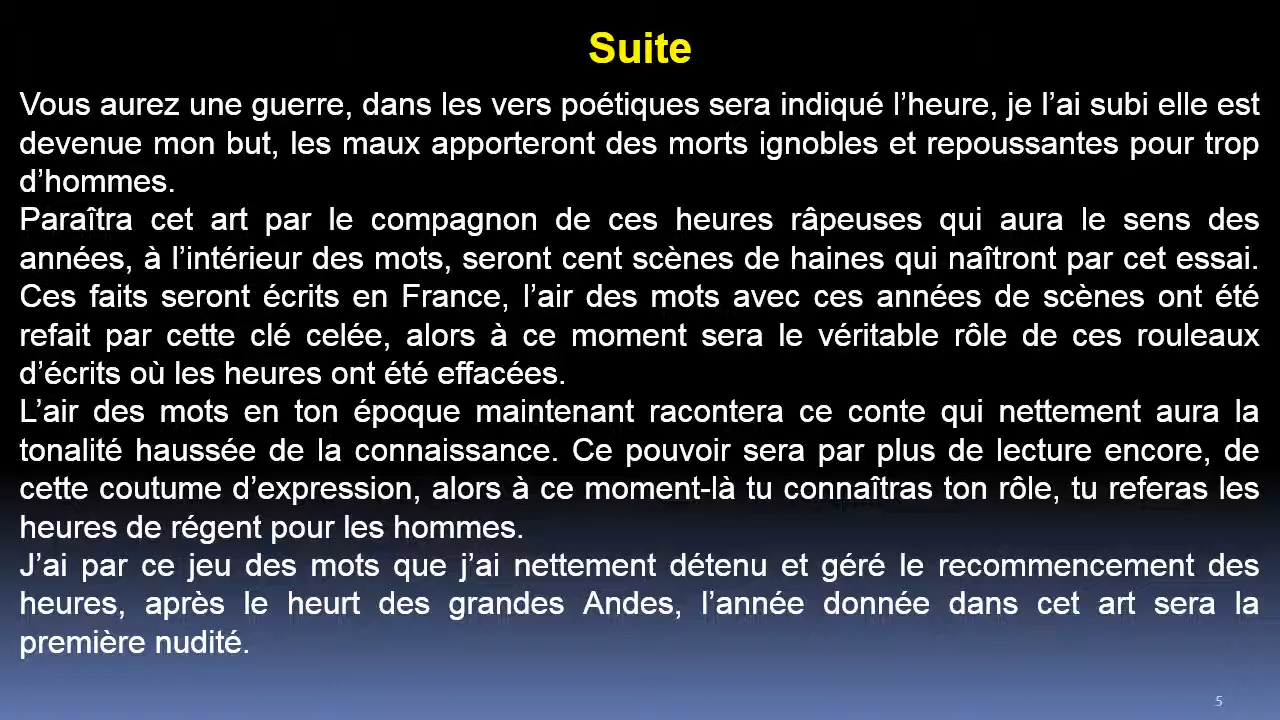 Suite
Vous aurez une guerre, dans les vers poétiques sera indiqué l’heure, je l’ai subi elle est
devenue mon but, les maux apporteront des morts ignobles et repoussantes pour trop
d’hommes.
Paraîtra cet art par le compagnon de ces heures râpeuses qui aura le sens des
années, à l’intérieur des mots, seront cent scènes de haines qui naîtront par cet essai.
Ces faits seront écrits en France, l’air des mots avec ces années de scènes ont été
refait par cette clé celée, alors à ce moment sera le véritable rôle de ces rouleaux
d’écrits où les heures ont été effacées.
L’air des mots en ton époque maintenant racontera ce conte qui nettement aura la
tonalité haussée de la connaissance. Ce pouvoir sera par plus de lecture encore, de
cette coutume d’expression, alors à ce moment-là tu connaîtras ton rôle, tu referas les
heures de régent pour les hommes.
J’ai par ce jeu des mots que j’ai nettement détenu et géré le recommencement des
heures, après le heurt des grandes Andes, l’année donnée dans cet art sera la
première nudité.
5